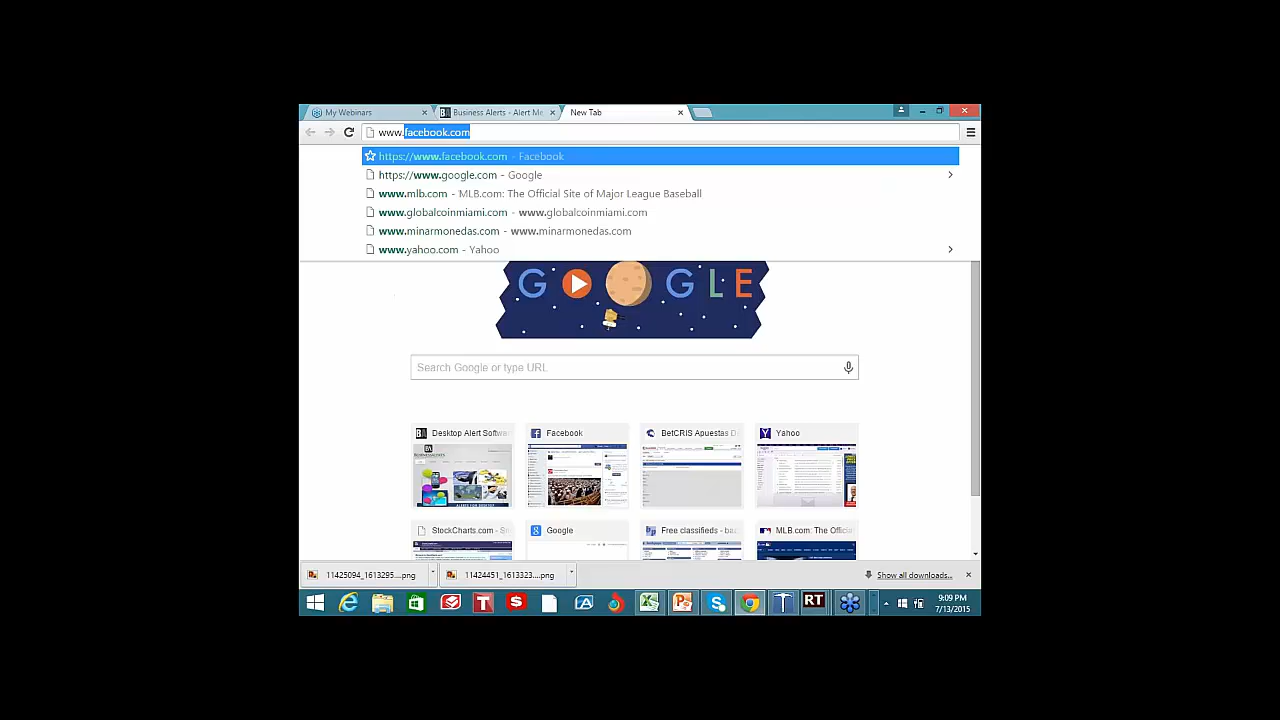 My Webinars
Business Alerts - Alert Me
New Tab
www.facebook.com
https://www.facebook.com - Facebook
https://www.google.com - Google
www.mlb.com - MLB.com: The Official Site of Major League Baseball
www.globalcoinmiami.com - www.globalcoinmiami.com
www.minarmonedas.com - www.minarmonedas.com
www.yahoo.com - Yahoo
G GLE
Search Google or type URL
Desktop Alert Softwa
Facebook
BetCRIS Apuestas D
Yahoo
StockCharts.com - S
Google
Free classifieds - ba
MLB.com: The Officia
11425094_1613295....png
11424451_1613323....png
Show all downloads...
RT
9:09 PM
7/13/2015